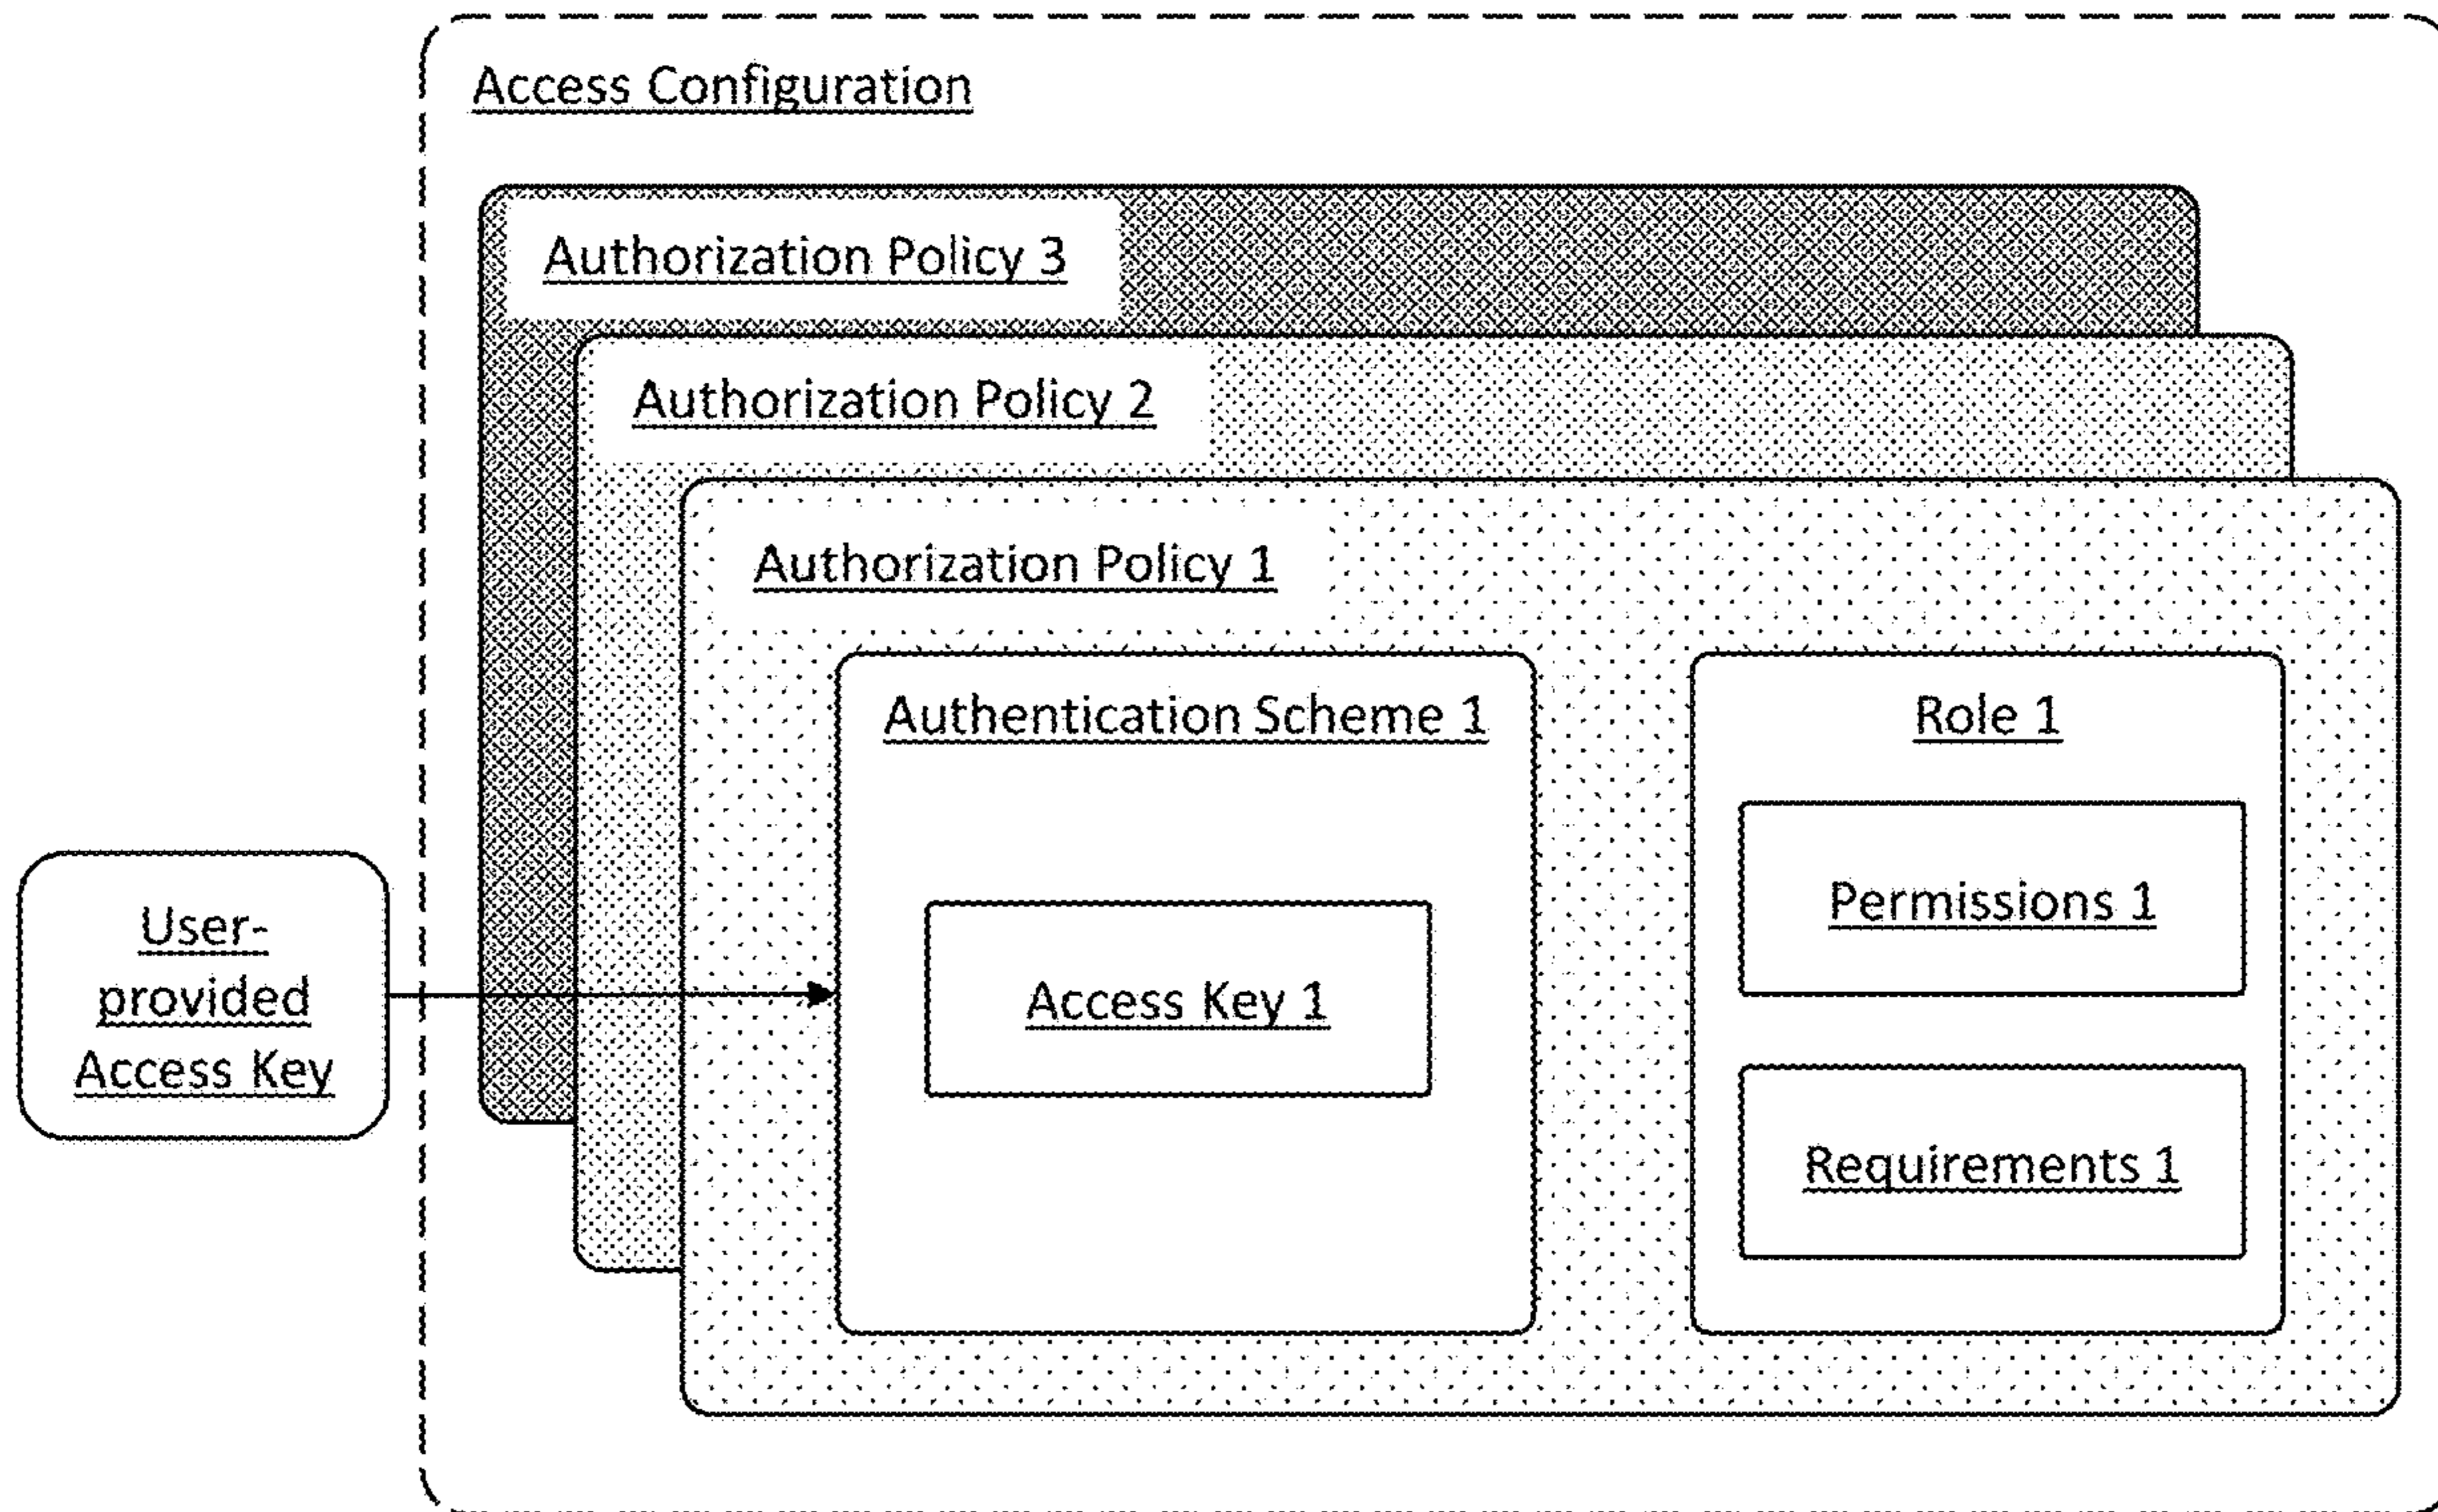 Access Configuration
Authorization Policy 3
Authorization Policy 2
Authorization Policy 1
Authentication Scheme 1
Role 1
Permissions 1
User-
provided
Access Key
Access Key 1
Requirements 1